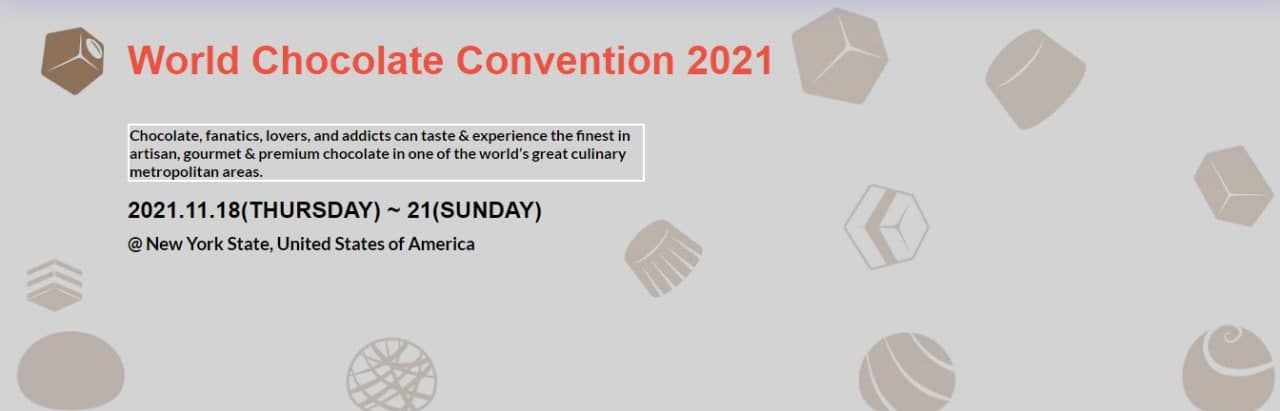 World Chocolate Convention 2021
Chocolate, fanatics, lovers, and addicts can taste & experience the finest in
artisan, gourmet & premium chocolate in one of the world's great culinary
metropolitan areas.
2021.11.18(THURSDAY) ~ 21(SUNDAY)
@ New York State, United States of America